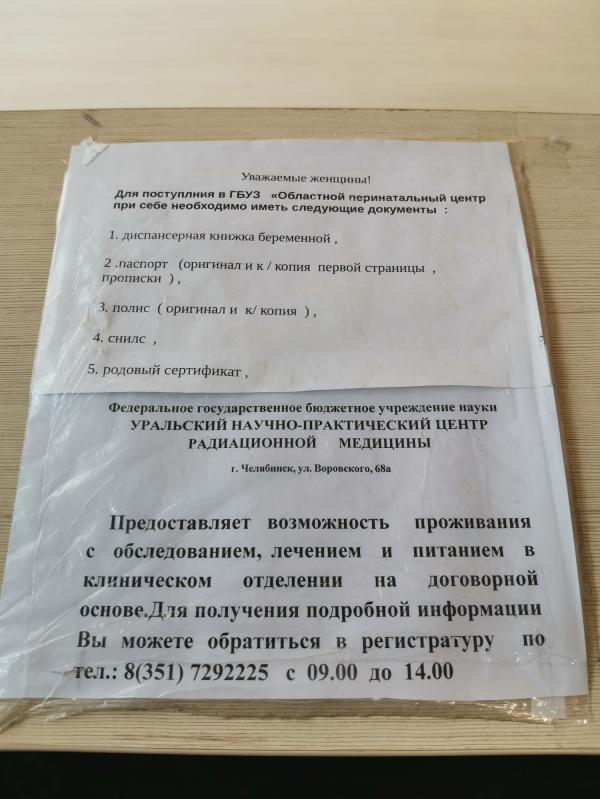 Уважаемые женщины!
Для поступлния в ГБУЗ «Областной перинатальный центр
при себе необходимо иметь следующие документы :
1. диспансерная книжка беременной ,
2 .паспорт (оригинал и к / копия первой страницы ,
прописки ) ,
3. полис ( оригинал и к/ копия ) ,
4. снилс ,
5. родовый сертификат ,
Федеральное государственное бюджетное учреждение науки
УРАЛЬСКИЙ НАУЧНО-ПРАКТИЧЕСКИЙ ЦЕНТР
РАДИАЦИОННОЙ МЕДИЦИНЫ
г. Челябинск, ул. Воровского, 68а
Предоставляет возможность проживания
с обследованием, лечением и питанием в
клиническом отделении на договорной
основе.Для получения подробной информации
Вы можете обратиться в регистратуру по
тел.: 8(351) 7292225 с 09.00 до 14.00